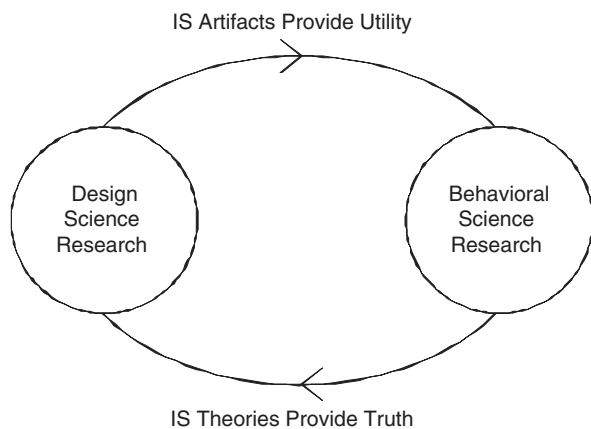 IS Artifacts Provide Utility
Design
Science
Research
Behavioral
Science
Research
IS Theories Provide Truth